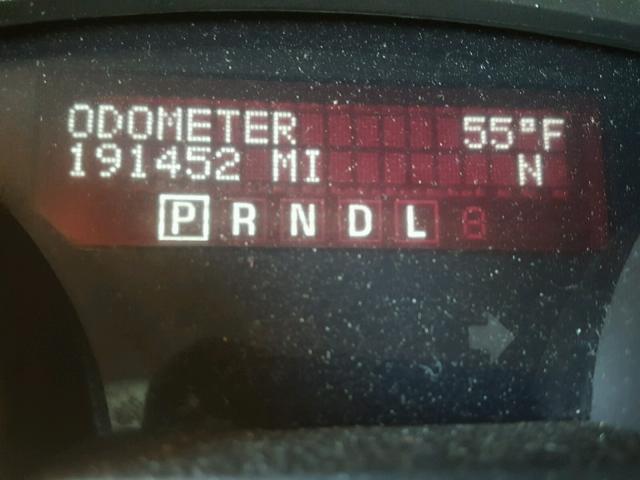 ODOMETER 55°F
191452 MI N
P R N D L